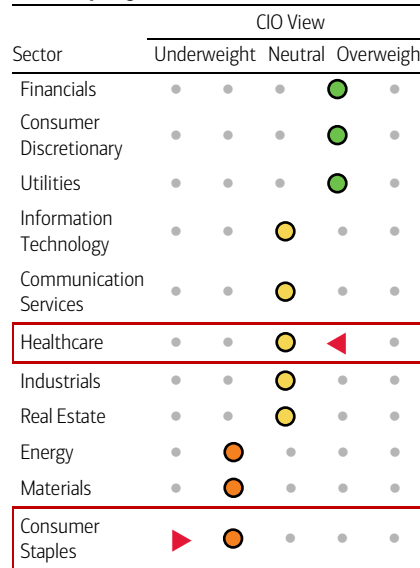 CIO View
Sector Underweight Neutral Overweigh
Financials
Consumer
Discretionary
Utilities
Information
Technology
Communication
Services
Healthcare
Industrials
Real Estate
Energy
Materials
Consumer
Staples